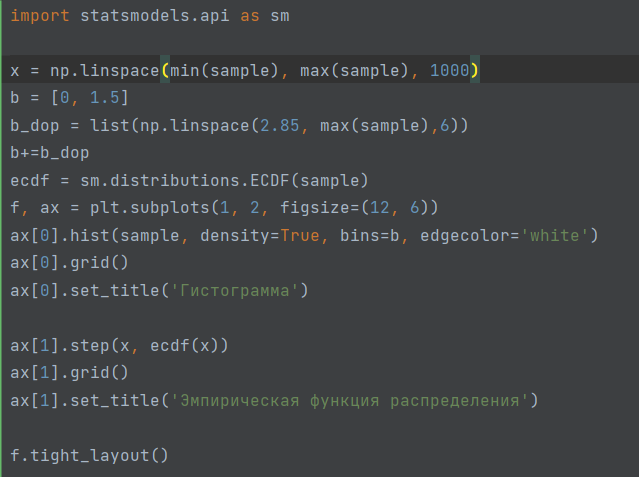 import statsmodels.api as sm
x = np.linspace(min(sample), max(sample), 1000)
b = [0, 1.5]
b_dop = list(np.linspace(2.85, max(sample),6))
b+=b_dop
ecdf = sm.distributions.ECDF(sample)
f, ax = plt.subplots(1, 2, figsize=(12, 6))
ax[0].hist(sample, density=True, bins=b, edgecolor='white')
ax[0].grid()
ax[0].set_title('Гистограмма')
ax[1].step(x, ecdf(x))
ax[1].grid()
ax[1].set_title('Эмпирическая функция распределения')
f.tight_layout()